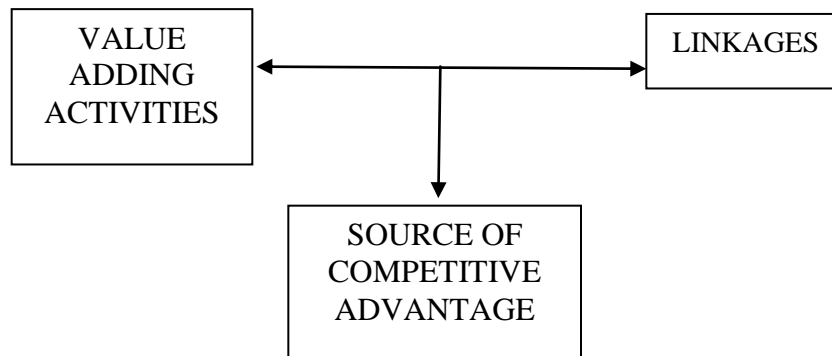 VALUE
ADDING
ACTIVITIES
LINKAGES
SOURCE OF
COMPETITIVE
ADVANTAGE